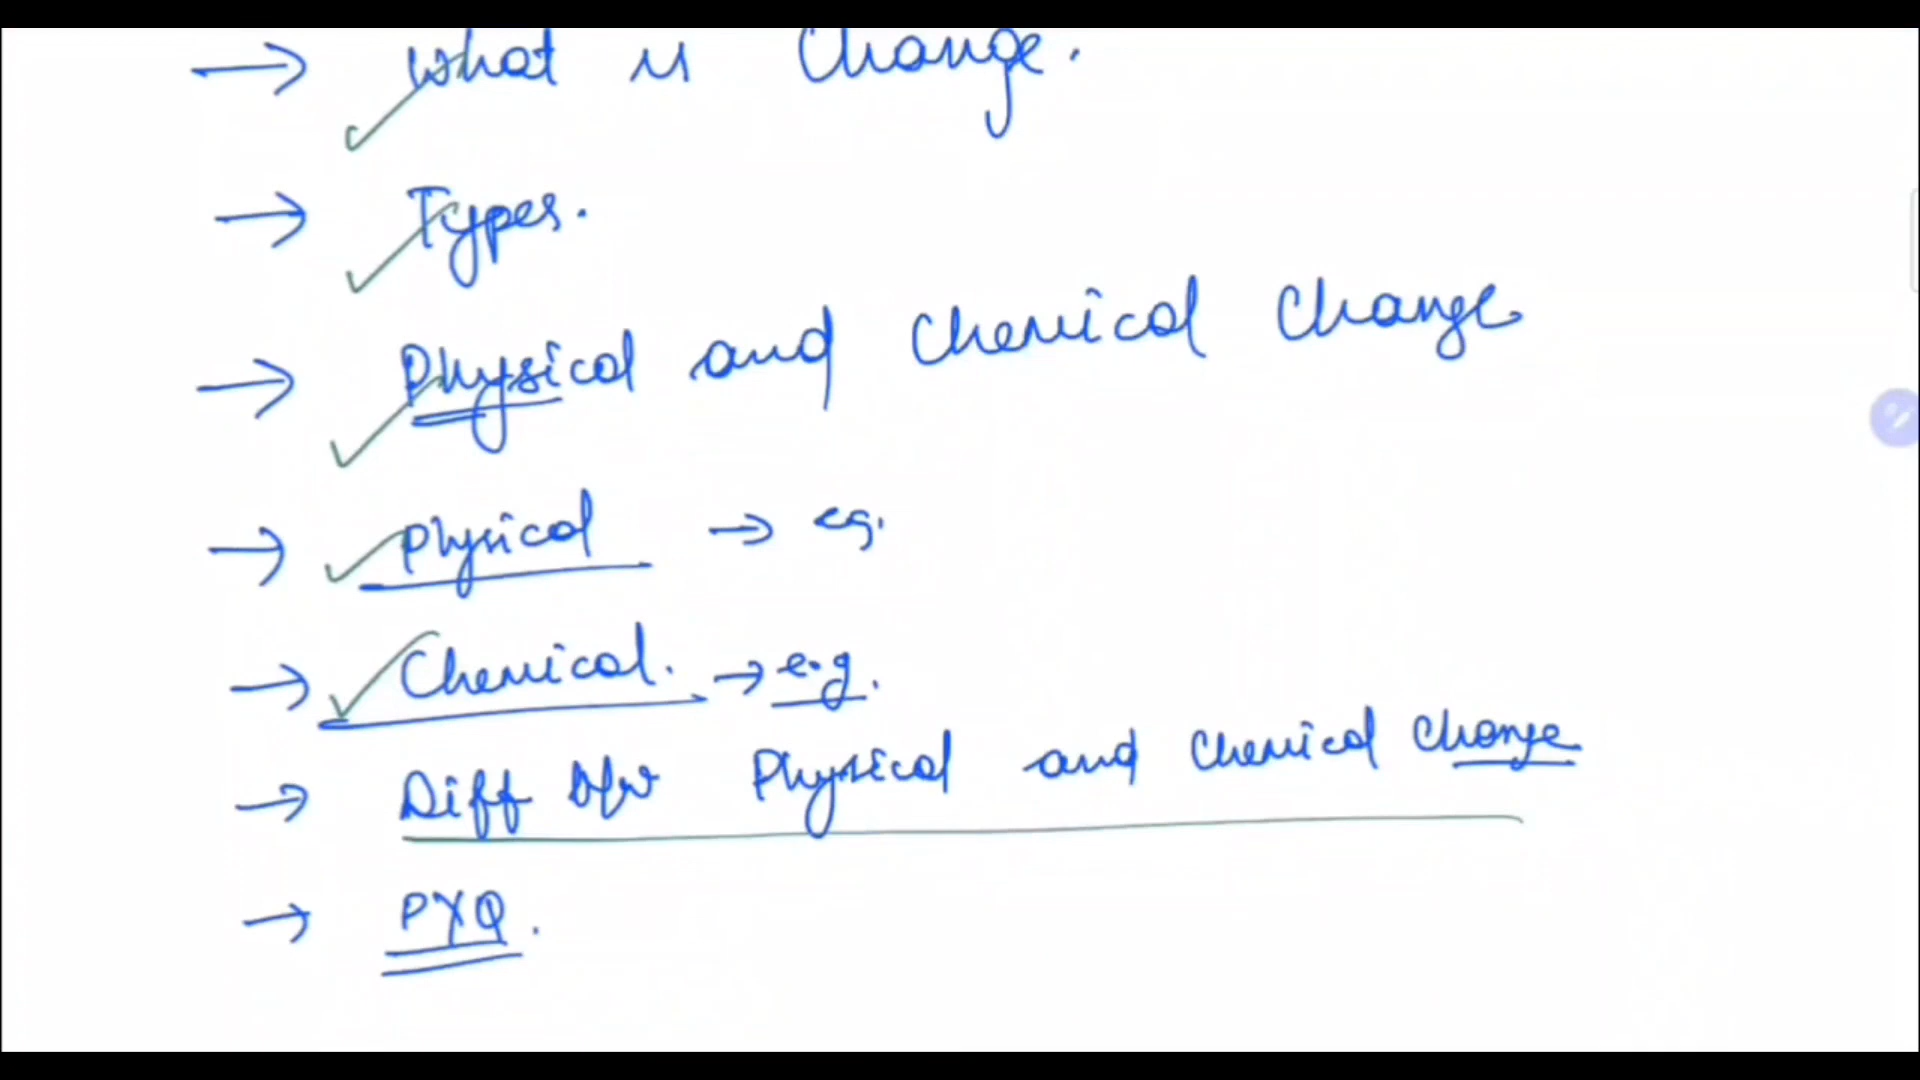 → What is Change.
→ Types.
→ Physical and Chemical Change
→ Physical → eg.
→ Chemical. → e.g.
→ Diff b/w Physical and Chemical Change
→ PYQ.